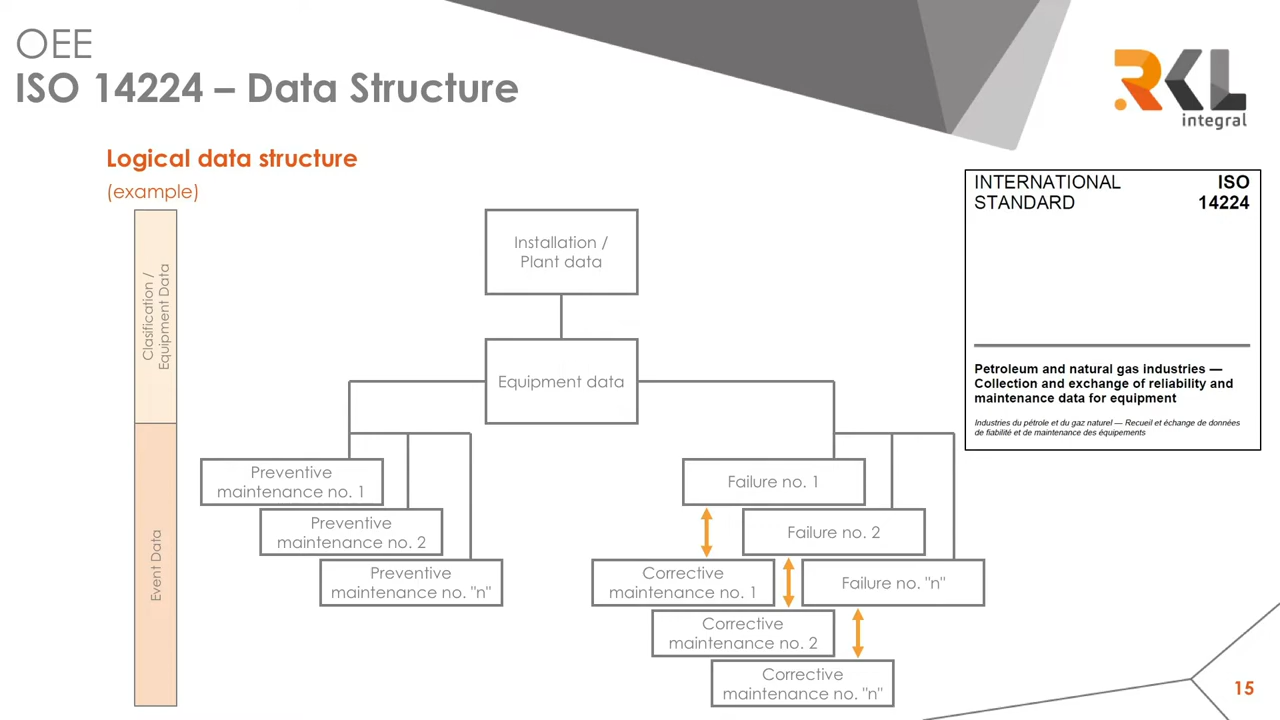 OEE
ISO 14224 – Data Structure
RKL
integral
Logical data structure
(example)
INTERNATIONAL
STANDARD
ISO
14224
Petroleum and natural gas industries —
Collection and exchange of reliability and
maintenance data for equipment
Industries du pétrole et du gaz naturel — Recueil et échange de données
de fiabilité et de maintenance des équipements
Clasification /
Equipment Data
Event Data
Installation /
Plant data
Equipment data
Preventive
maintenance no. 1
Preventive
maintenance no. 2
Preventive
maintenance no. "n"
Failure no. 1
Failure no. 2
Failure no. "n"
Corrective
maintenance no. 1
Corrective
maintenance no. 2
Corrective
maintenance no. "n"
15